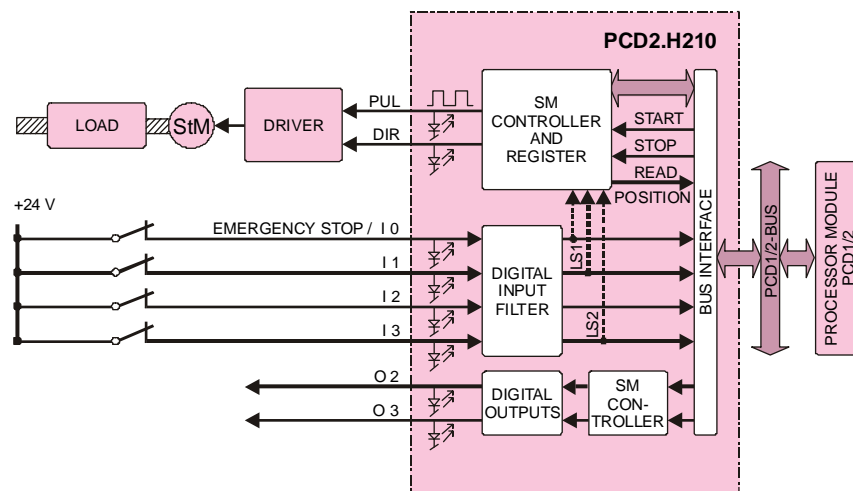 PCD2.H210
PUL
DIR
LOAD
StM
DRIVER
SM
CONTROLLER
AND
REGISTER
START
STOP
READ
POSITION
+24 V
EMERGENCY STOP / I 0
I 1
I 2
I 3
DIGITAL
INPUT
FILTER
LS1
LS2
BUS INTERFACE
PCD1/2-BUS
PROCESSOR MODULE
PCD1/2
O 2
O 3
DIGITAL
OUTPUTS
SM
CON-
TROLLER